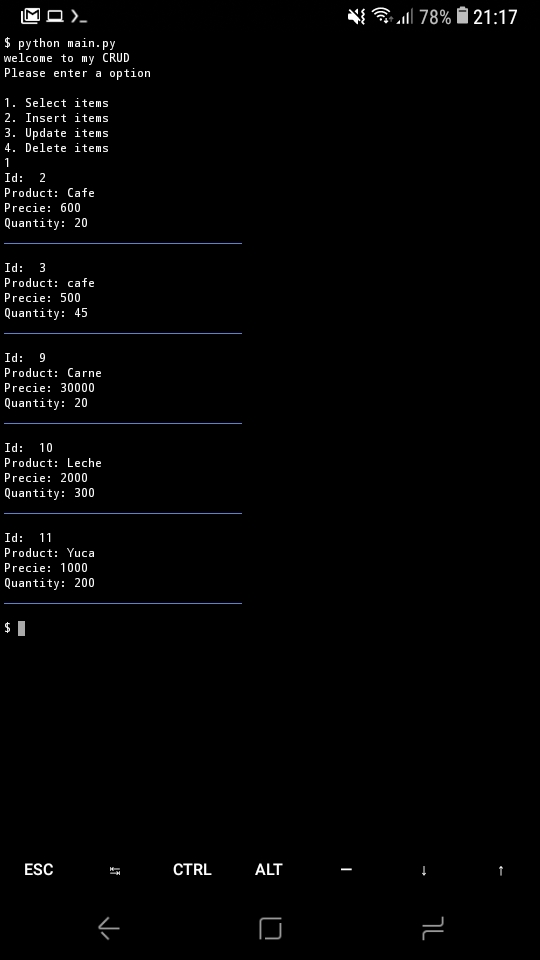 78% 21:17
$ python main.py
welcome to my CRUD
Please enter a option
1. Select items
2. Insert items
3. Update items
4. Delete items
1
Id:  2
Product: Cafe
Precie: 600
Quantity: 20
Id:  3
Product: cafe
Precie: 500
Quantity: 45
Id:  9
Product: Carne
Precie: 30000
Quantity: 20
Id:  10
Product: Leche
Precie: 2000
Quantity: 300
Id:  11
Product: Yuca
Precie: 1000
Quantity: 200
$
ESC ↹ CTRL ALT — ↓ ↑